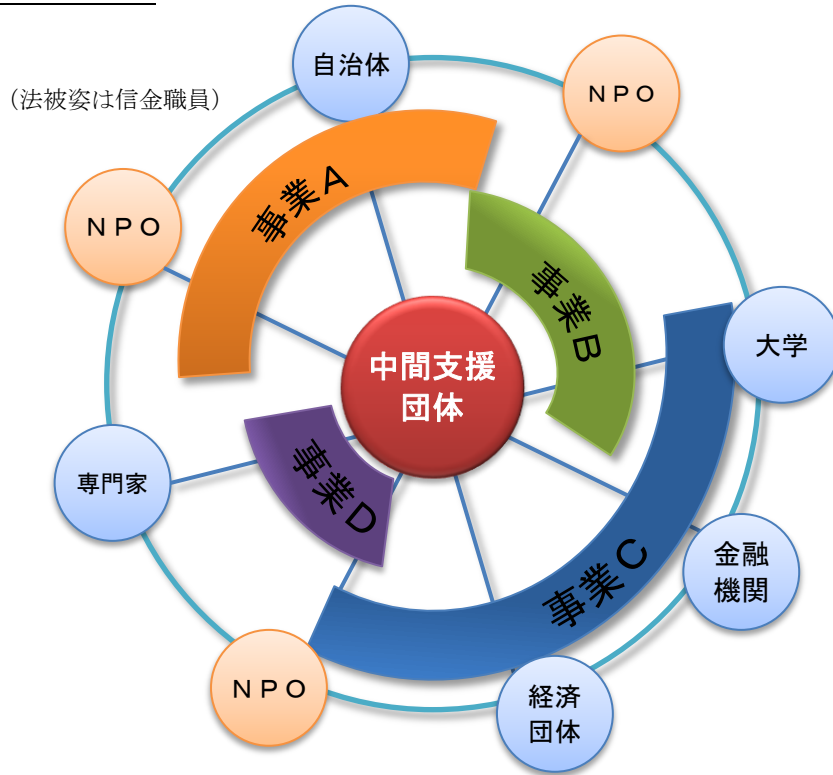 自治体
（法被姿は信金職員）
ＮＰＯ
事業Ａ
ＮＰＯ
事業Ｂ
大学
中間支援
団体
専門家
事業Ｄ
事業Ｃ
金融
機関
ＮＰＯ
経済
団体